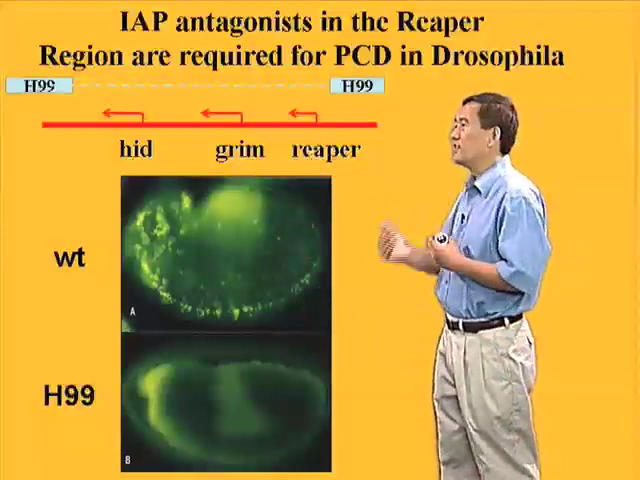 IAP antagonists in the Reaper
Region are required for PCD in Drosophila
H99 H99
hid grim reaper
wt
A
H99
B